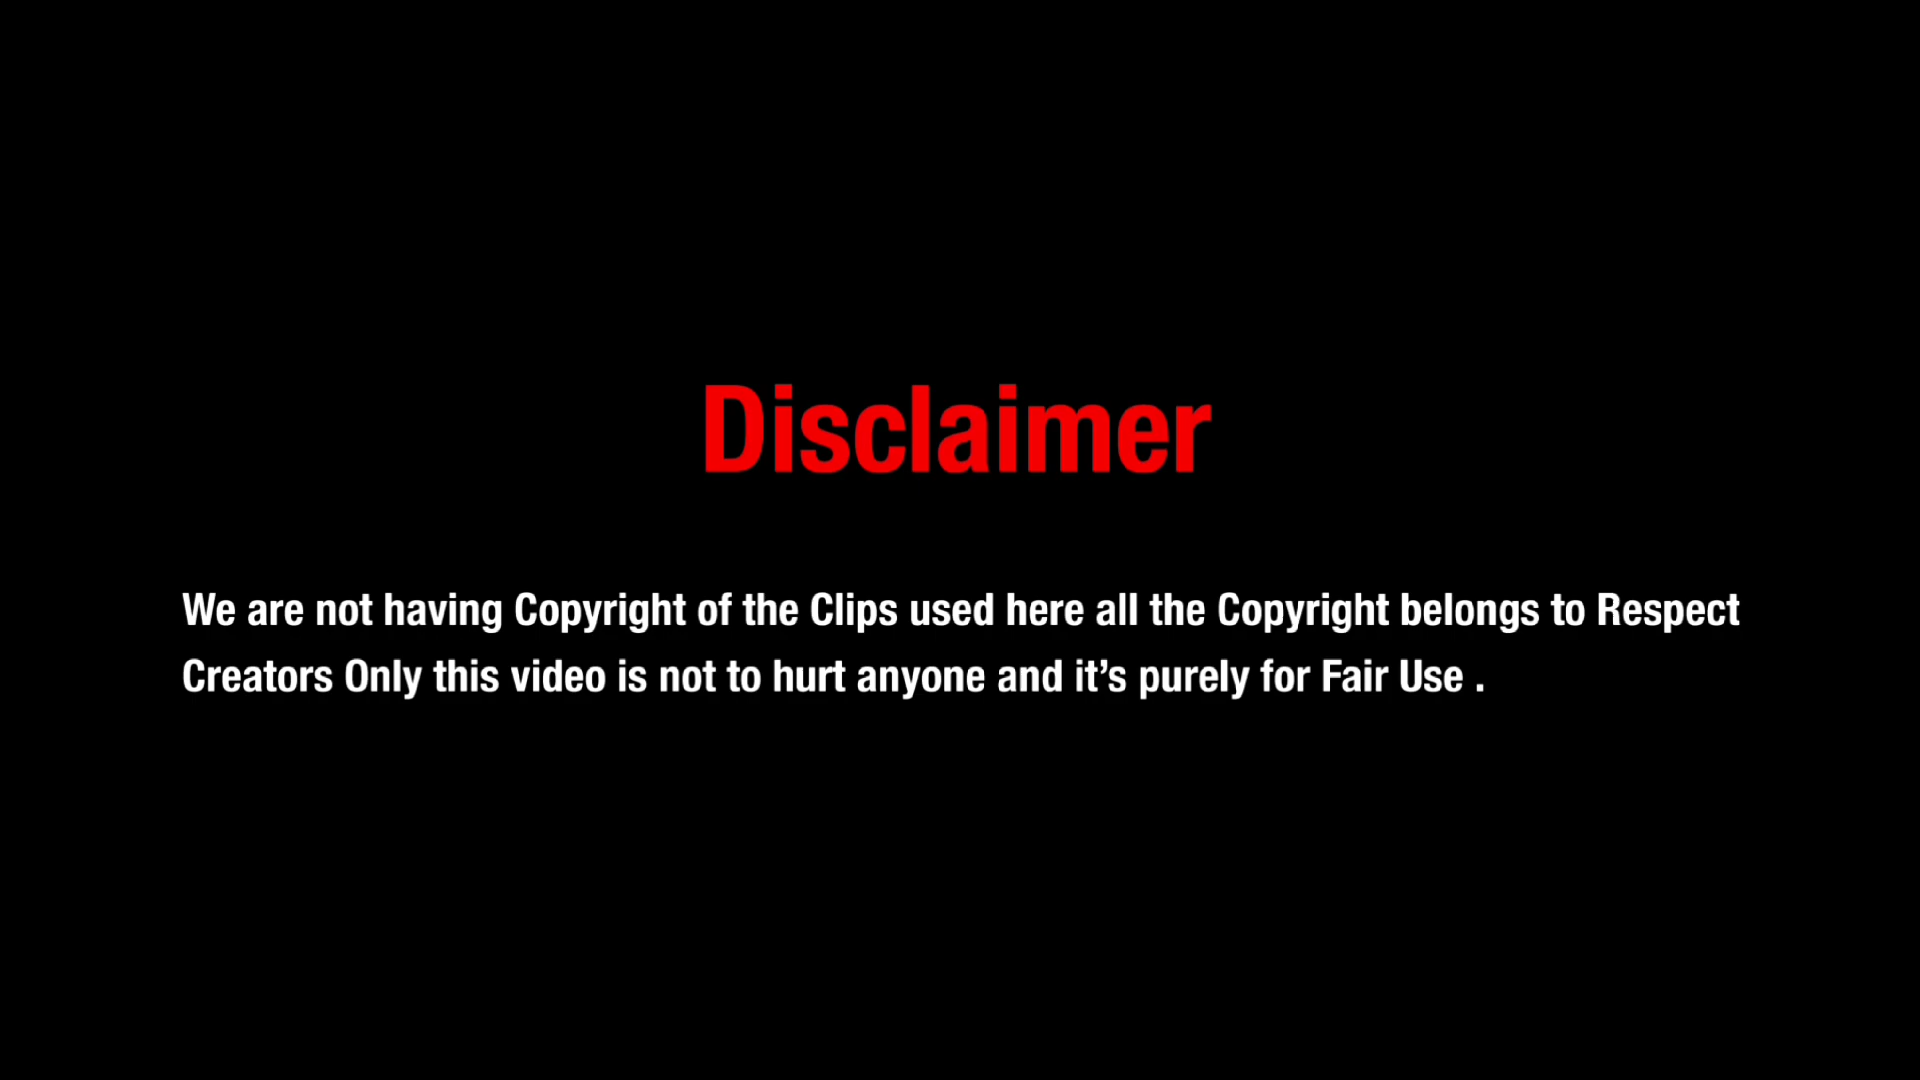 Disclaimer
We are not having Copyright of the Clips used here all the Copyright belongs to Respect
Creators Only this video is not to hurt anyone and it’s purely for Fair Use .